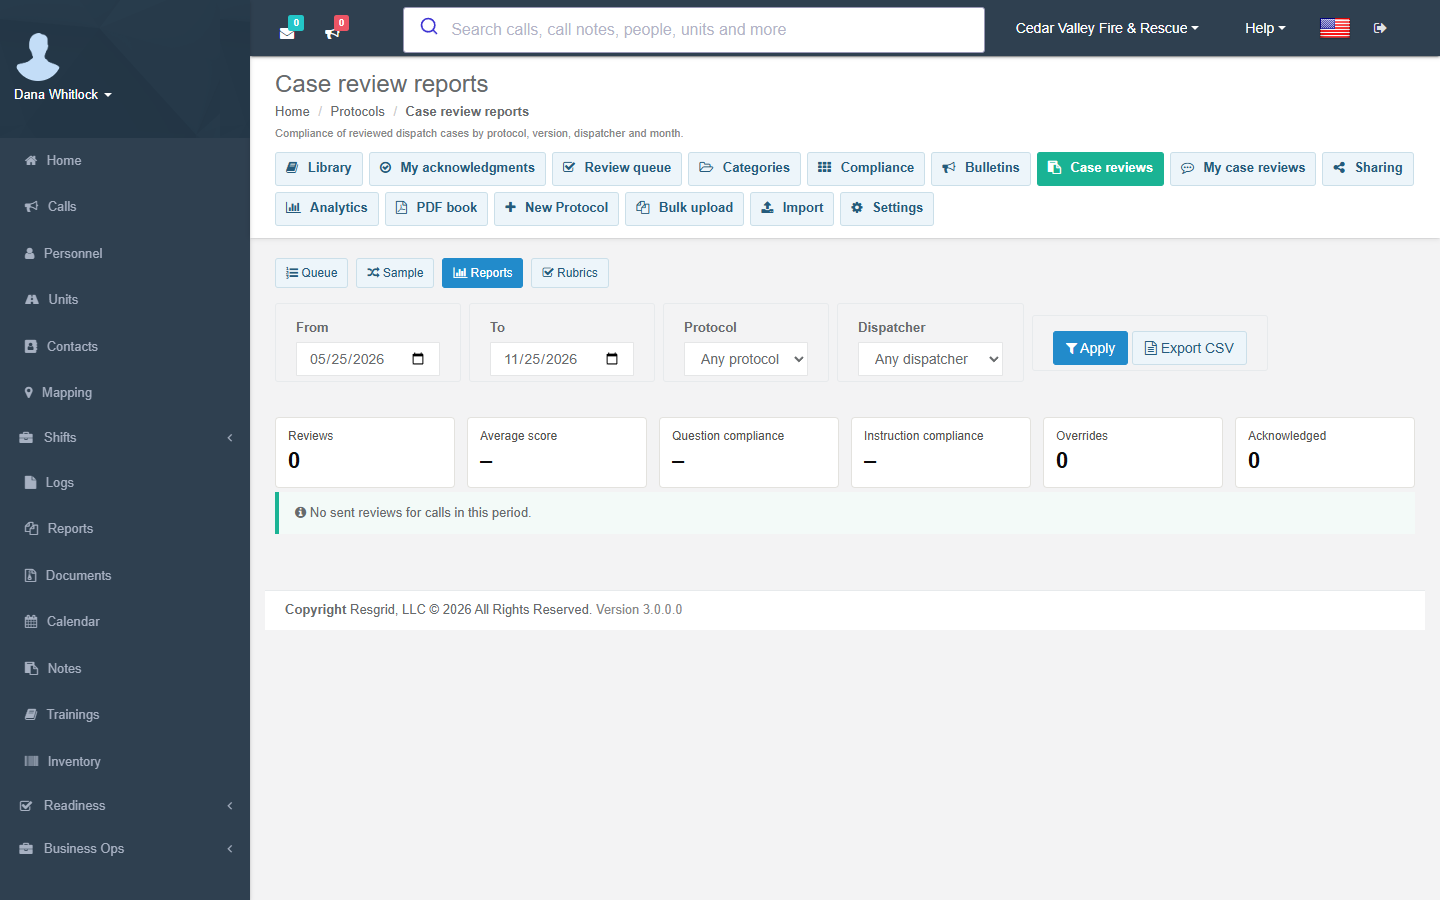 0
0
Search calls, call notes, people, units and more
Cedar Valley Fire & Rescue
Help
Dana Whitlock
Home
Calls
Personnel
Units
Contacts
Mapping
Shifts
Logs
Reports
Documents
Calendar
Notes
Trainings
Inventory
Readiness
Business Ops
Case review reports
Home / Protocols / Case review reports
Compliance of reviewed dispatch cases by protocol, version, dispatcher and month.
Library
My acknowledgments
Review queue
Categories
Compliance
Bulletins
Case reviews
My case reviews
Sharing
Analytics
PDF book
New Protocol
Bulk upload
Import
Settings
Queue
Sample
Reports
Rubrics
From
05/25/2026
To
11/25/2026
Protocol
Any protocol
Dispatcher
Any dispatcher
Apply
Export CSV
Reviews
0
Average score
–
Question compliance
–
Instruction compliance
–
Overrides
0
Acknowledged
0
No sent reviews for calls in this period.
Copyright Resgrid, LLC © 2026 All Rights Reserved. Version 3.0.0.0